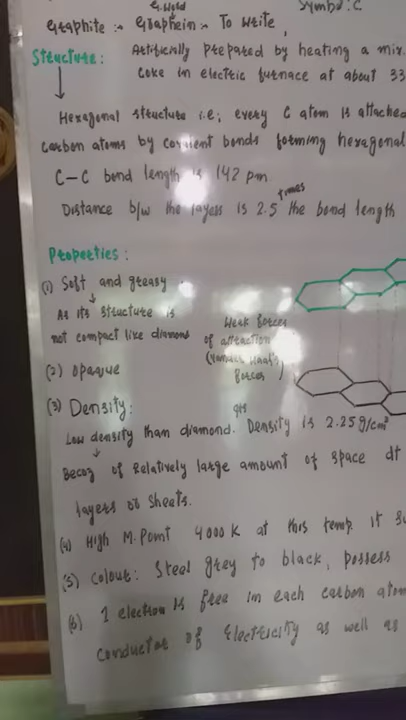 G. Word
Symbol: C
Graphite :- Graphein :- To write,
Structure: Artificially prepared by heating a mix
Coke in electric furnace at about 33
Hexagonal structure i.e; every C atom is attached
carbon atoms by covalent bonds forming hexagonal
C–C bond length is 142 pm
times
Distance b/w the layers is 2.5 the bond length
Properties :
(1) Soft and greasy
As its structure is
not compact like diamond
Weak forces
of attraction
(Vander Waal's
forces)
(2) Opaque
(3) Density:
Low density than diamond. Its Density is 2.25 g/cm³
Becoz of relatively large amount of space
layers or sheets.
(4) High M. Point 4000 K at this temp. it
(5) Colour: Steel grey to black, possess
(6) 1 electron is free in each carbon atom
conductor of Electricity as well as